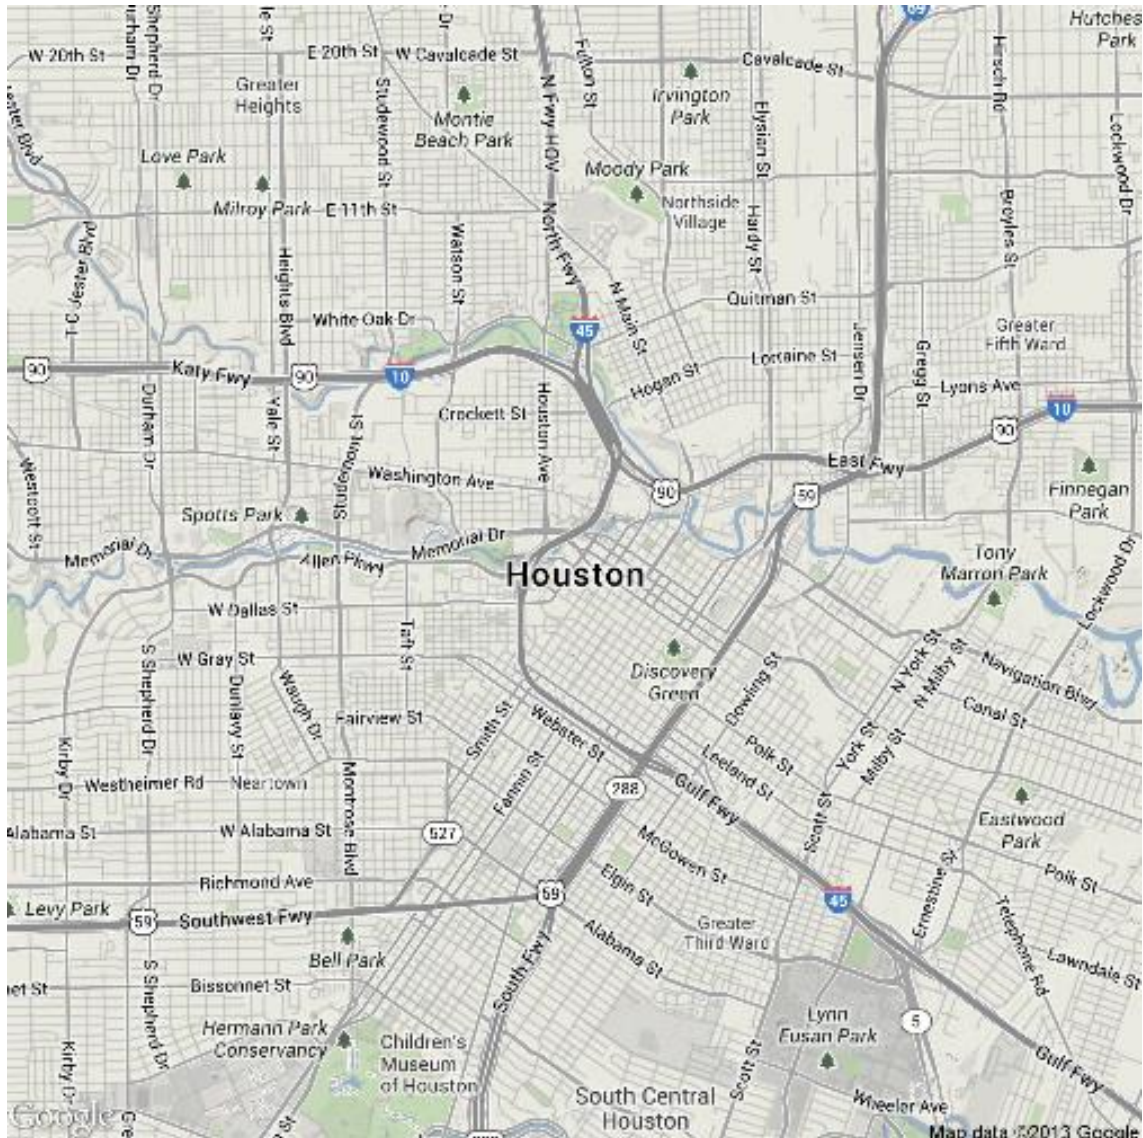 Hutches
Park
W 20th St
E 20th St
W Cavalcade St
Cavalcade St
Shepherd Dr
Durham Dr
N Fwy HOV
Fulton St
Hirsch Rd
Greater
Heights
Studewood St
Montie
Beach Park
Irvington
Park
Elysian St
Lockwood Dr
Love Park
Milroy Park
E 11th St
Moody Park
Northside
Village
Hardy St
T C Jester Blvd
Heights Blvd
Watson St
North Fwy
N Main St
Quitman St
Jensen Dr
White Oak Dr
45
Greater
Fifth Ward
Lorraine St
Gregg St
Lyons Ave
90
Katy Fwy
90
10
Hogan St
10
Durham Dr
Yale St
Crockett St
Houston Ave
90
East Fwy
Westcott St
Studemont St
Washington Ave
90
59
Finnegan
Park
Spotts Park
Memorial Dr
Allen Pkwy
Memorial Dr
Tony
Marron Park
Lockwood Dr
Houston
W Dallas St
Taft St
W Gray St
S Shepherd Dr
Dunlavy St
Waugh Dr
Discovery
Green
Dowling St
N York St
N Milby St
Navigation Blvd
Canal St
Fairview St
Smith St
Webster St
Polk St
York St
Milby St
Kirby Dr
Westheimer Rd
Neartown
Montrose Blvd
Fannin St
288
Leeland St
Gulf Fwy
Scott St
Eastwood
Park
Alabama St
W Alabama St
527
McGowen St
Polk St
Richmond Ave
59
Elgin St
45
Ernestine St
Levy Park
59
Southwest Fwy
Greater
Third Ward
Telephone Rd
Bell Park
South Fwy
Alabama St
Lawndale St
Bissonnet St
S Shepherd Dr
Hermann Park
Conservancy
Children's
Museum
of Houston
Lynn
Eusan Park
5
Kirby Dr
Scott St
Gulf Fwy
South Central
Houston
Wheeler Ave
Google
Map data ©2013 Google